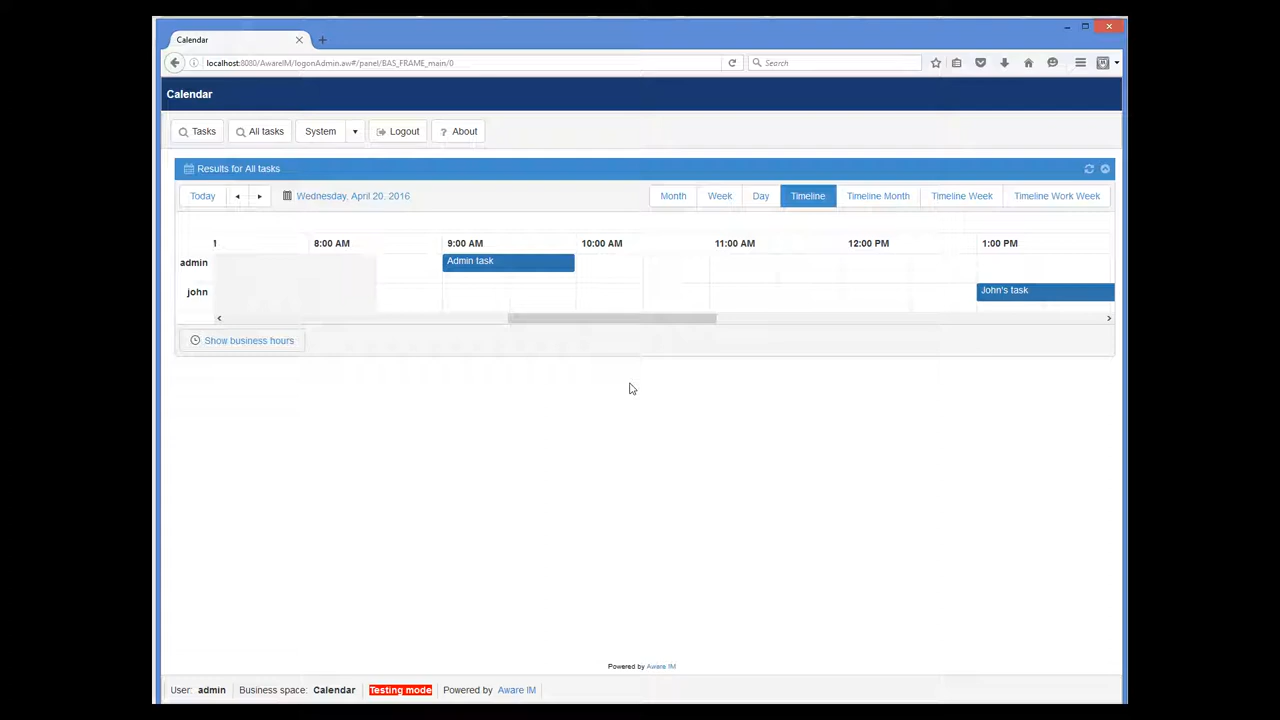 Calendar
localhost:8080/AwareIM/logonAdmin.aw#/panel/BAS_FRAME_main/0
Search
Calendar
Tasks All tasks System Logout ? About
Results for All tasks
Today Wednesday, April 20, 2016 Month Week Day Timeline Timeline Month Timeline Week Timeline Work Week
1 8:00 AM 9:00 AM 10:00 AM 11:00 AM 12:00 PM 1:00 PM
admin Admin task
john John's task
Show business hours
Powered by Aware IM
User: admin Business space: Calendar Testing mode Powered by Aware IM